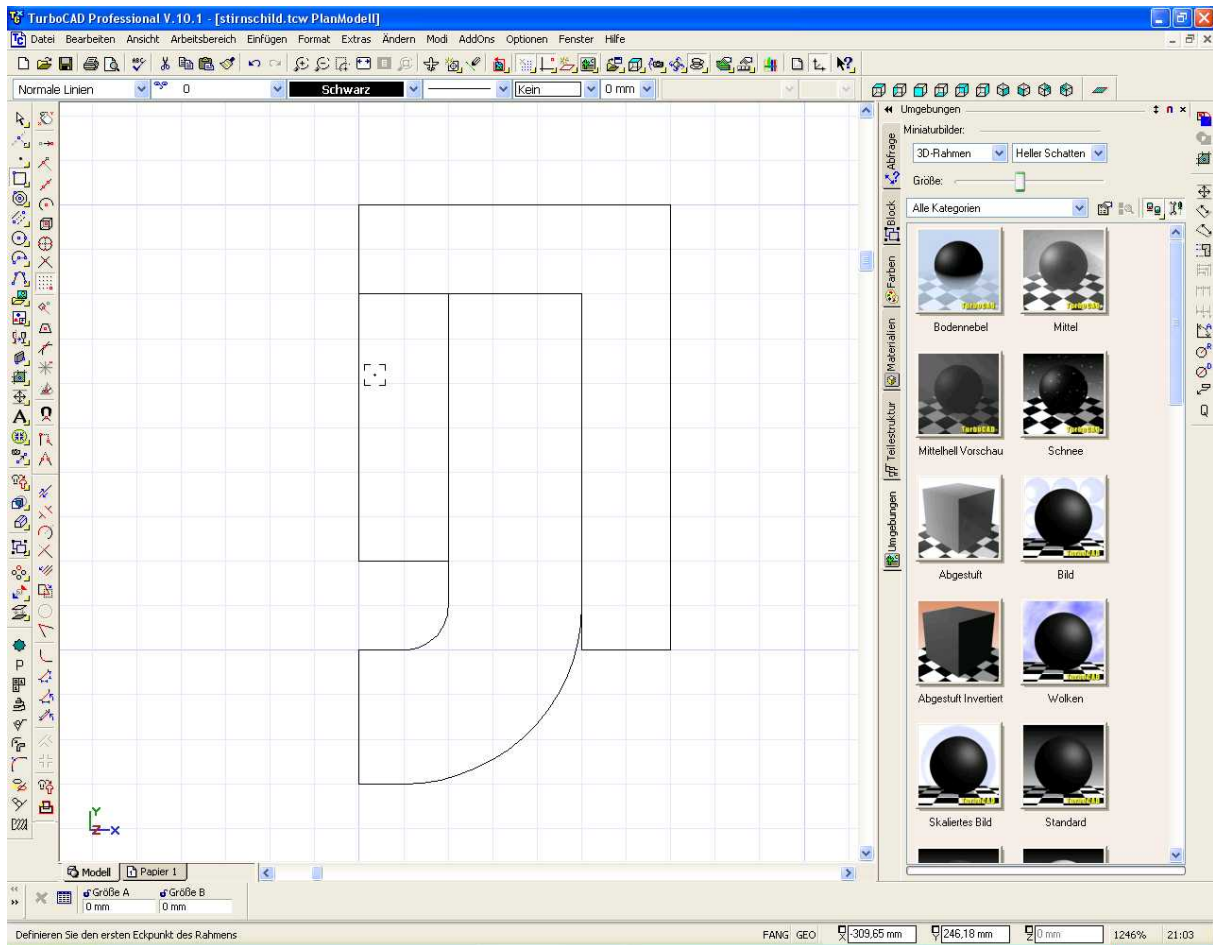 TurboCAD Professional V.10.1 - [stirnschild.tcw PlanModell]
Datei Bearbeiten Ansicht Arbeitsbereich Einfügen Format Extras Ändern Modi AddOns Optionen Fenster Hilfe
Normale Linien 0 Schwarz Kein 0 mm
Umgebungen
Miniaturbilder:
3D-Rahmen Heller Schatten
Größe:
Alle Kategorien
Abfrage
Block
Farben
Materialien
Teilestruktur
Umgebungen
Bodennebel Mittel
Mittelhell Vorschau Schnee
Abgestuft Bild
Abgestuft Invertiert Wolken
Skaliertes Bild Standard
Y
Z X
Modell Papier 1
Größe A Größe B
0 mm 0 mm
Definieren Sie den ersten Eckpunkt des Rahmens FANG GEO X -309,65 mm Y 246,18 mm Z 0 mm 1246% 21:03